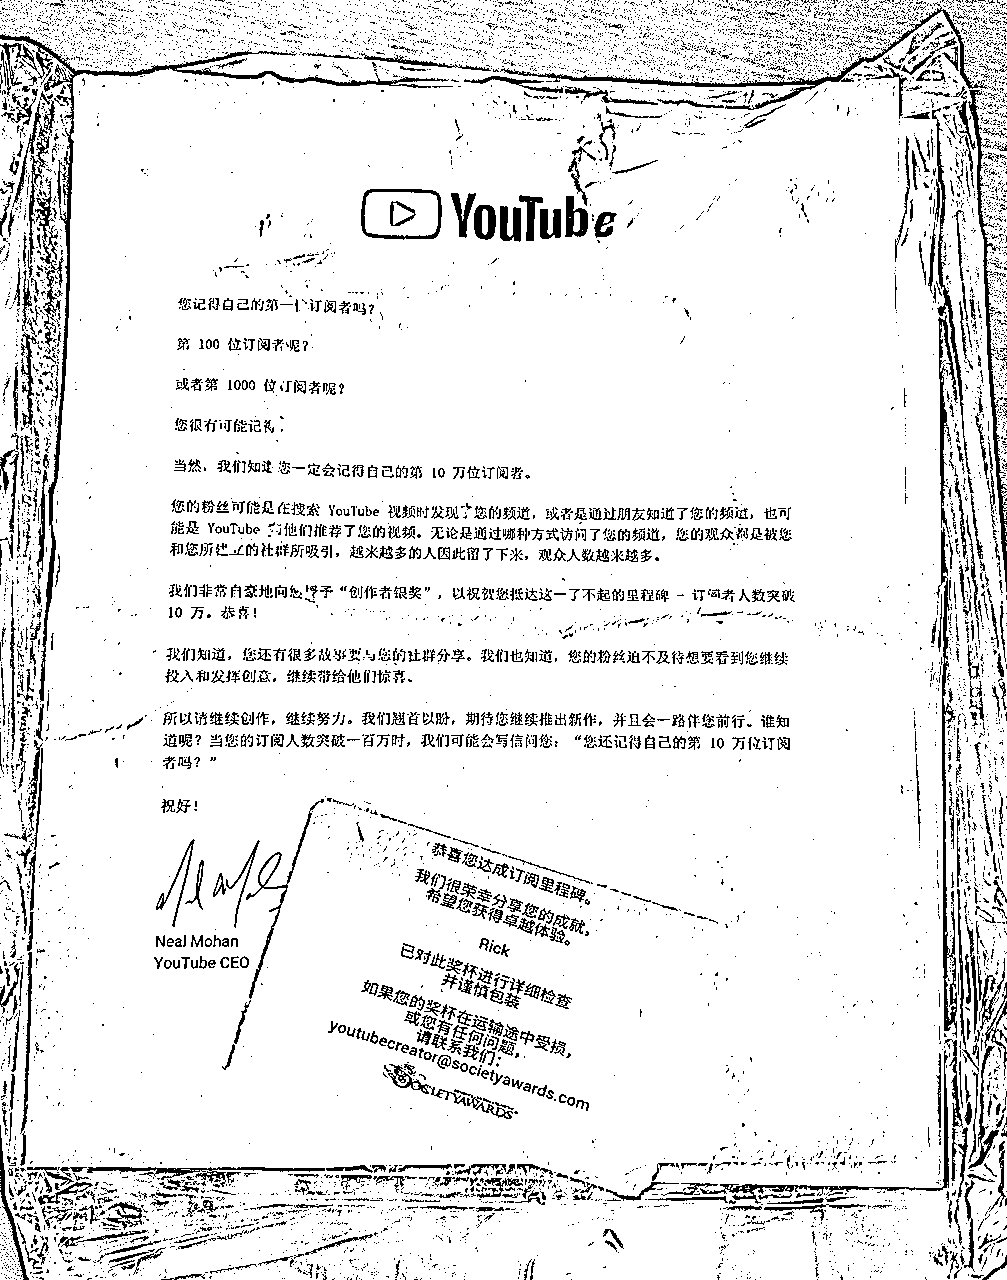 YouTube
您记得自己的第一个订阅者吗？
第 100 位订阅者呢？
或者第 1000 位订阅者呢？
您很有可能记得
当然，我们知道您一定会记得自己的第 10 万位订阅者。
您的粉丝可能是在搜索 YouTube 视频时发现了您的频道，或者是通过朋友知道了您的频道，也可
能是 YouTube 向他们推荐了您的视频。无论是通过哪种方式访问了您的频道，您的观众都是被您
和您所建立的社群所吸引，越来越多的人因此留了下来，观众人数越来越多。
我们非常自豪地向您授予“创作者银奖”，以祝贺您抵达这一了不起的里程碑 - 订阅者人数突破
10 万。恭喜！
我们知道，您还有很多故事要与您的社群分享。我们也知道，您的粉丝迫不及待想要看到您继续
投入和发挥创意，继续带给他们惊喜。
所以请继续创作，继续努力。我们翘首以盼，期待您继续推出新作，并且会一路伴您前行。谁知
道呢？当您的订阅人数突破一百万时，我们可能会写信问您：“您还记得自己的第 10 万位订阅
者吗？”
祝好！
Neal Mohan
YouTube CEO
恭喜您达成订阅里程碑。
我们很荣幸分享您的成就，
希望您获得卓越体验。
Rick
已对此奖杯进行详细检查
并谨慎包装
如果您的奖杯在运输途中受损，
或您有任何问题，
请联系我们：
youtubecreator@societyawards.com
SOCIETYAWARDS